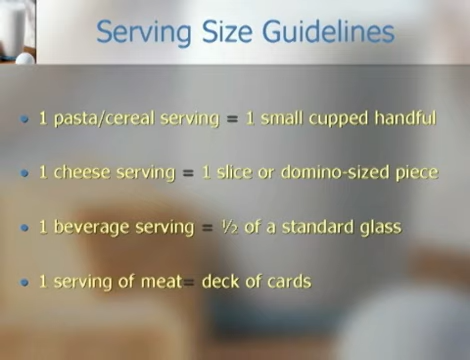 Serving Size Guidelines
• 1 pasta/cereal serving = 1 small cupped handful
• 1 cheese serving = 1 slice or domino-sized piece
• 1 beverage serving = ½ of a standard glass
• 1 serving of meat= deck of cards